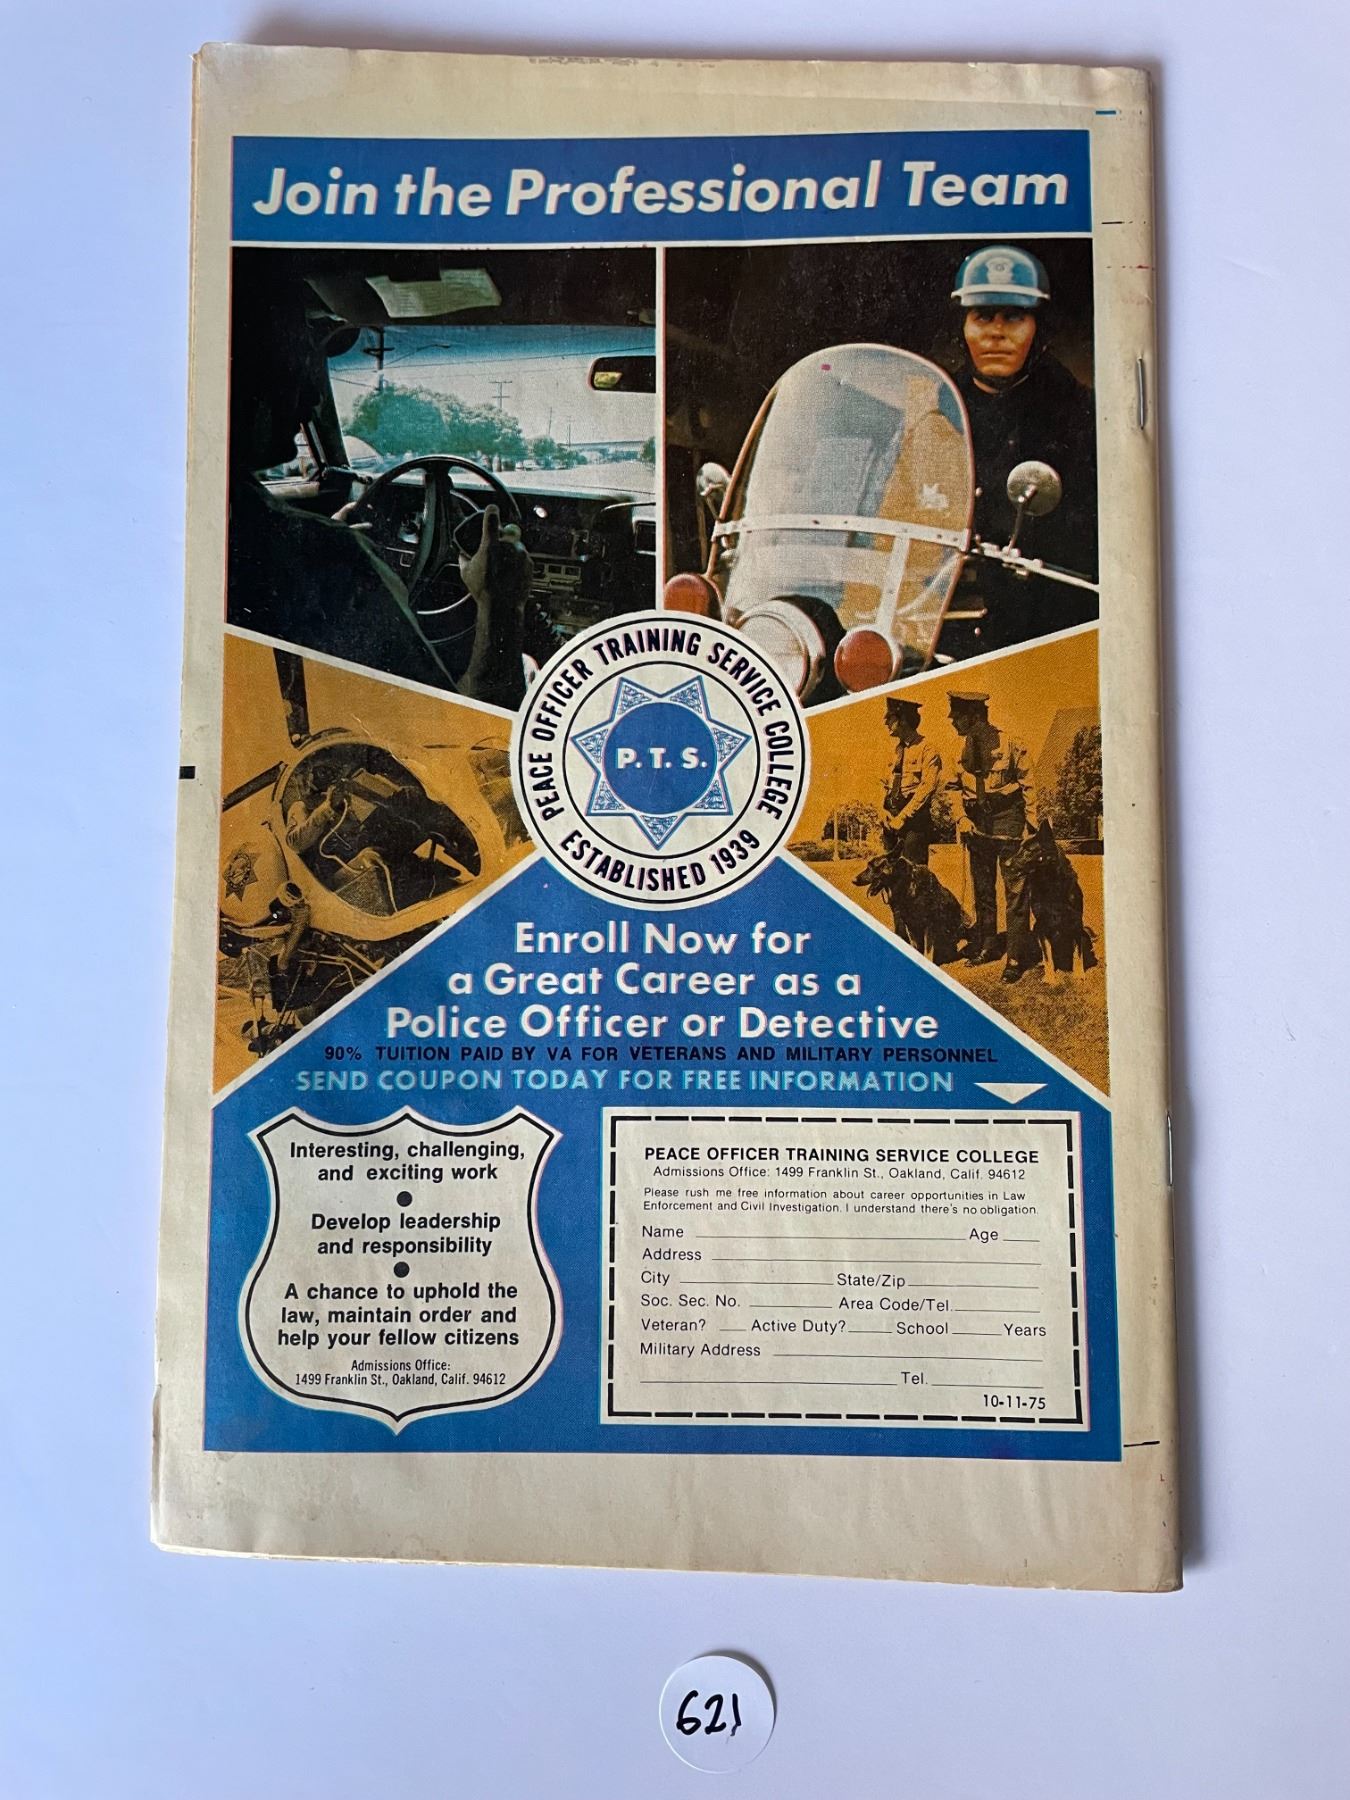 Join the Professional Team
PEACE OFFICER TRAINING SERVICE COLLEGE
P. T. S.
ESTABLISHED 1939
Enroll Now for
a Great Career as a
Police Officer or Detective
90% TUITION PAID BY VA FOR VETERANS AND MILITARY PERSONNEL
SEND COUPON TODAY FOR FREE INFORMATION
Interesting, challenging,
and exciting work
Develop leadership
and responsibility
A chance to uphold the
law, maintain order and
help your fellow citizens
Admissions Office:
1499 Franklin St., Oakland, Calif. 94612
PEACE OFFICER TRAINING SERVICE COLLEGE
Admissions Office: 1499 Franklin St., Oakland, Calif. 94612
Please rush me free information about career opportunities in Law
Enforcement and Civil Investigation. I understand there's no obligation.
Name Age
Address
City State/Zip
Soc. Sec. No. Area Code/Tel.
Veteran? Active Duty? School Years
Military Address
Tel.
10-11-75
621